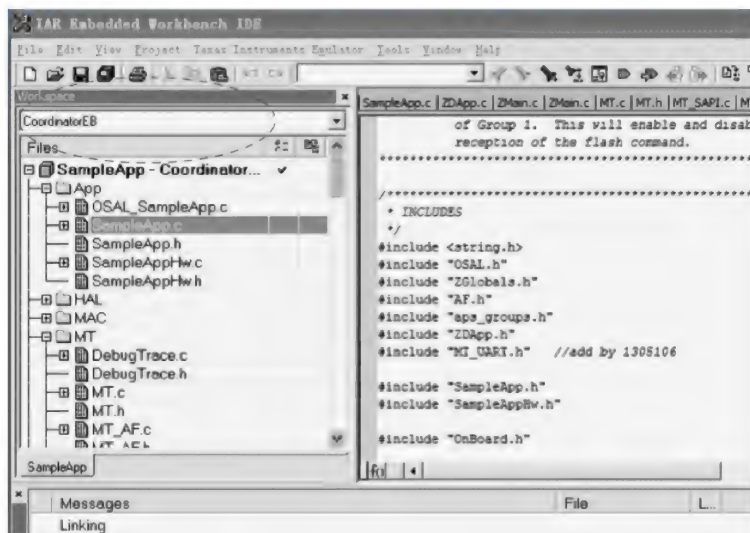 IAR Embedded Workbench IDE
File Edit View Project Texas Instruments Emulator Tools Window Help
Workspace
CoordinatorEB
Files
SampleApp - Coordinator...
App
OSAL_SampleApp.c
SampleApp.c
SampleApp.h
SampleAppHw.c
SampleAppHw.h
HAL
MAC
MT
DebugTrace.c
DebugTrace.h
MT.c
MT.h
MT_AF.c
MT_AF.h
SampleApp
SampleApp.c | ZDApp.c | ZMain.c | ZMain.c | MT.c | MT.h | MT_SAPI.c |
of Group 1. This will enable and disab
reception of the flash command.
*****************************************************
/****************************************************
* INCLUDES
*/
#include <string.h>
#include "OSAL.h"
#include "ZGlobals.h"
#include "AF.h"
#include "aps_groups.h"
#include "ZDApp.h"
#include "MT_UART.h" //add by 1305106
#include "SampleApp.h"
#include "SampleAppHw.h"
#include "OnBoard.h"
f()
Messages File L...
Linking